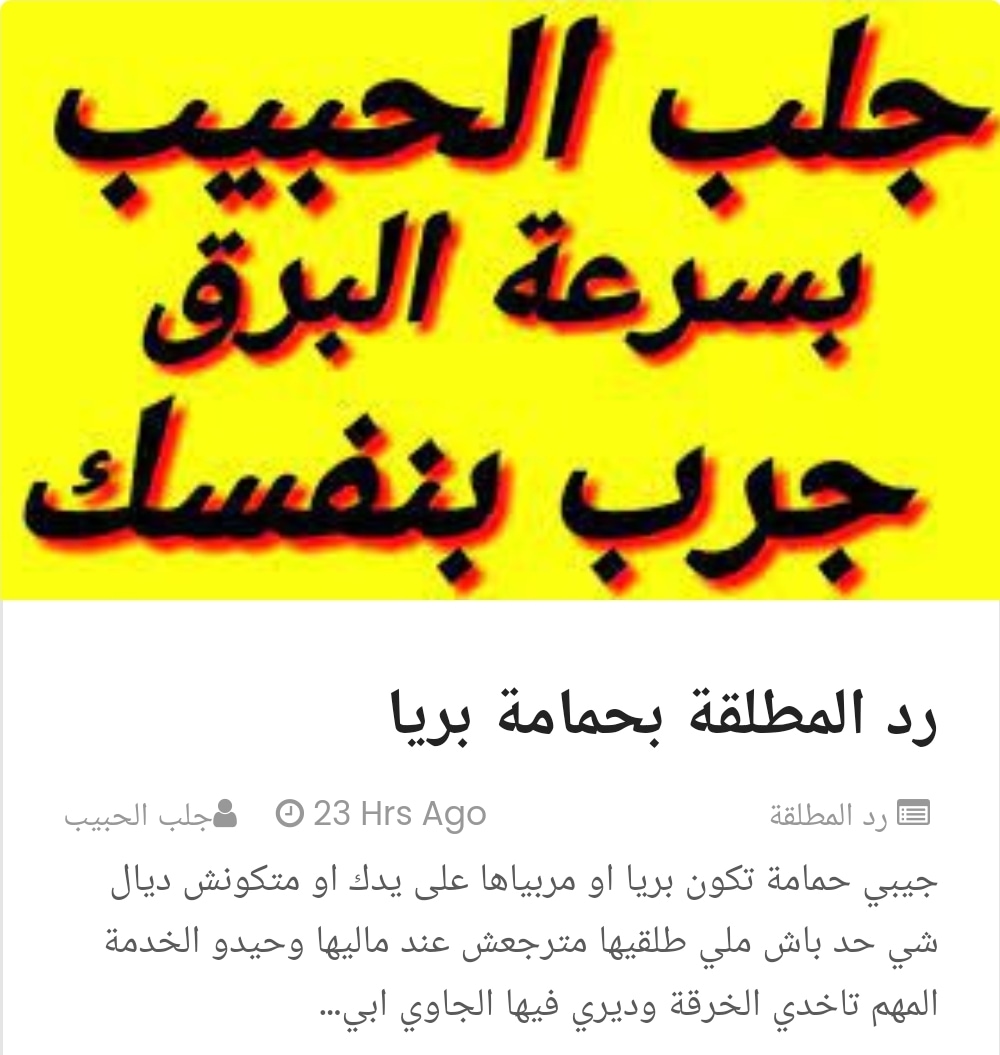 جلب الحبيب
بسرعة البرق
جرب بنفسك
رد المطلقة بحمامة بريا
رد المطلقة 23 Hrs Ago جلب الحبيب
جيبي حمامة تكون بريا او مربياها على يدك او متكونش ديال
شي حد باش ملي طلقيها مترجعش عند ماليها وحيدو الخدمة
المهم تاخدي الخرقة وديري فيها الجاوي ابي...